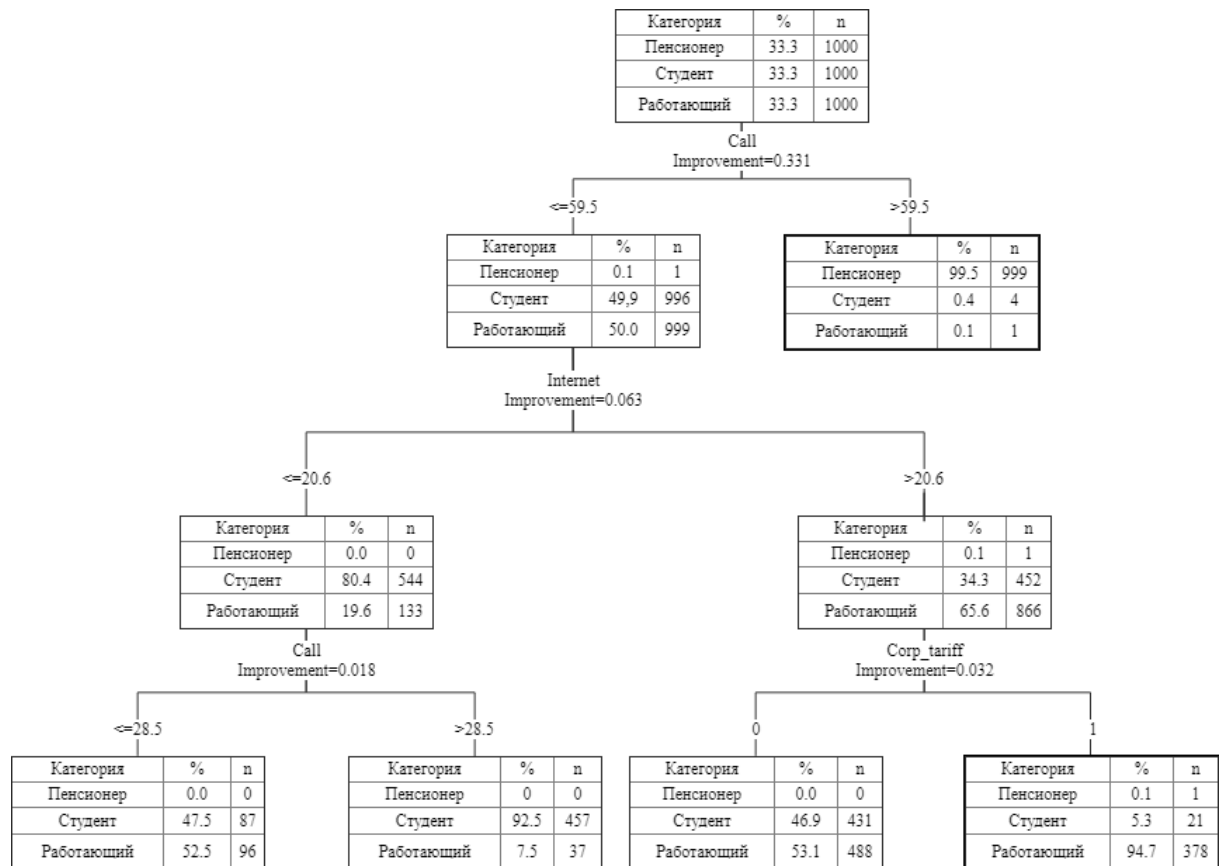 Категория % n
Пенсионер 33.3 1000
Студент 33.3 1000
Работающий 33.3 1000
Call
Improvement=0.331
<=59.5 >59.5
Категория % n
Пенсионер 0.1 1
Студент 49,9 996
Работающий 50.0 999
Категория % n
Пенсионер 99.5 999
Студент 0.4 4
Работающий 0.1 1
Internet
Improvement=0.063
<=20.6 >20.6
Категория % n
Пенсионер 0.0 0
Студент 80.4 544
Работающий 19.6 133
Категория % n
Пенсионер 0.1 1
Студент 34.3 452
Работающий 65.6 866
Call
Improvement=0.018
Corp_tariff
Improvement=0.032
<=28.5 >28.5 0 1
Категория % n
Пенсионер 0.0 0
Студент 47.5 87
Работающий 52.5 96
Категория % n
Пенсионер 0 0
Студент 92.5 457
Работающий 7.5 37
Категория % n
Пенсионер 0.0 0
Студент 46.9 431
Работающий 53.1 488
Категория % n
Пенсионер 0.1 1
Студент 5.3 21
Работающий 94.7 378